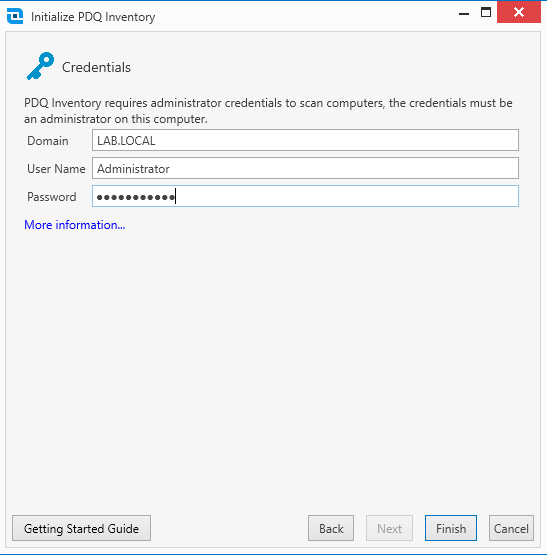 Initialize PDQ Inventory
Credentials
PDQ Inventory requires administrator credentials to scan computers, the credentials must be
an administrator on this computer.
Domain LAB.LOCAL
User Name Administrator
Password ●●●●●●●●●●●
More information...
Getting Started Guide Back Next Finish Cancel